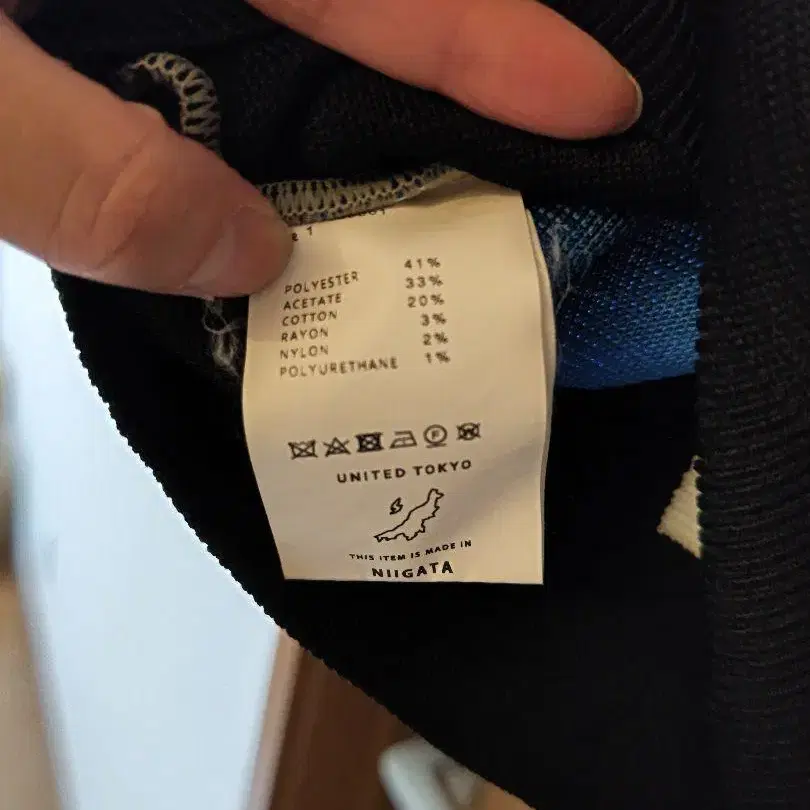 POLYESTER 41%
ACETATE 33%
COTTON 20%
RAYON 3%
NYLON 2%
POLYURETHANE 1%
F W
UNITED TOKYO
THIS ITEM IS MADE IN
NIIGATA